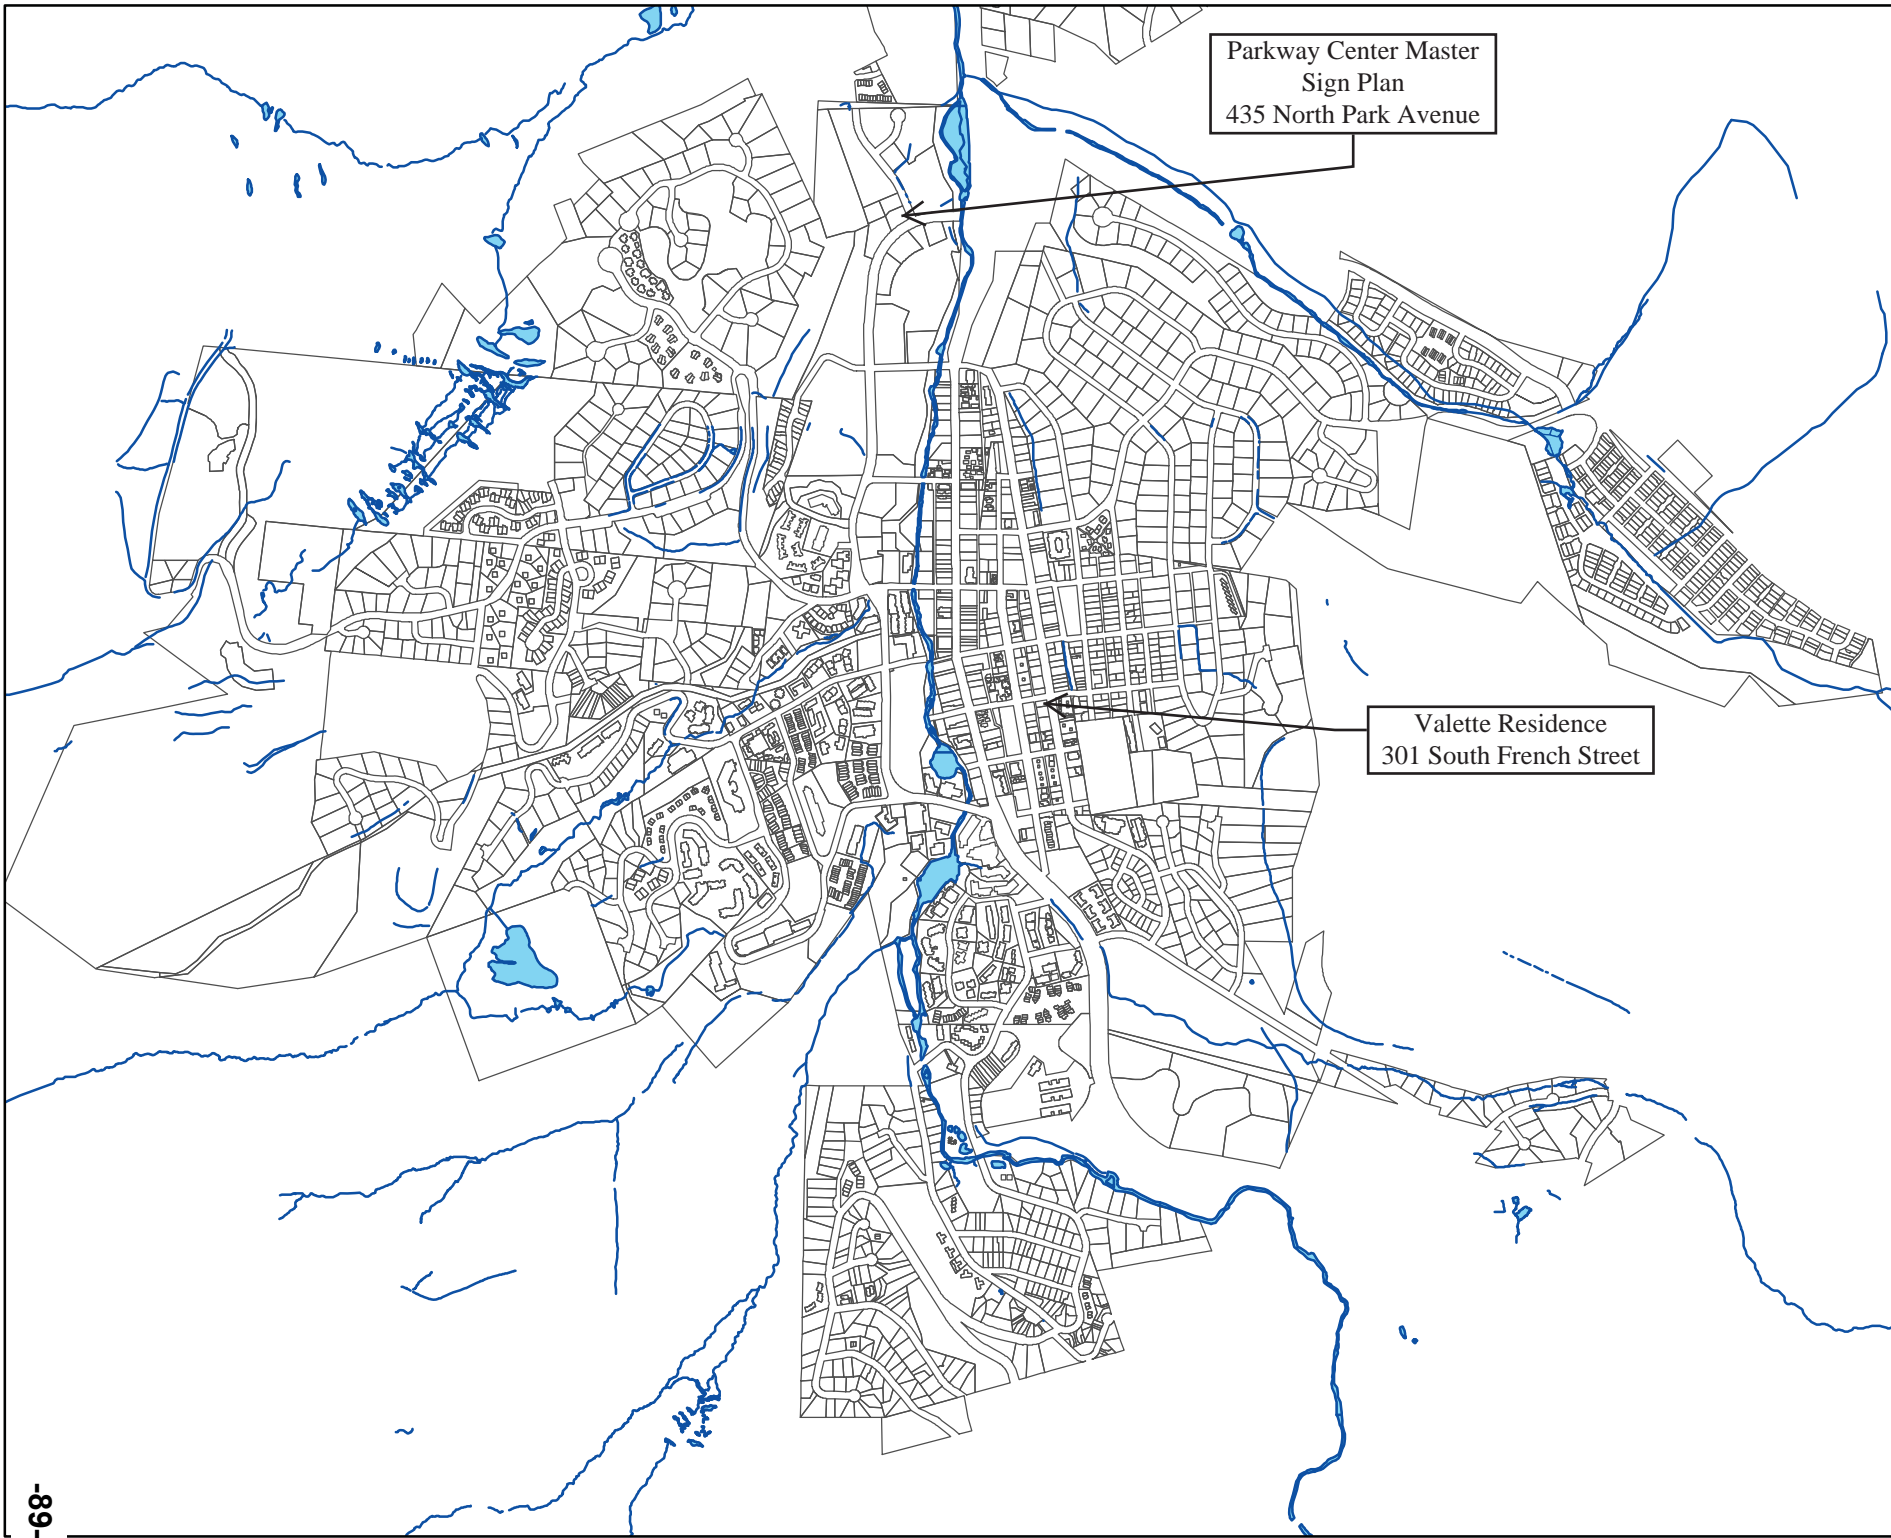 Parkway Center Master
Sign Plan
435 North Park Avenue
Valette Residence
301 South French Street
-89-